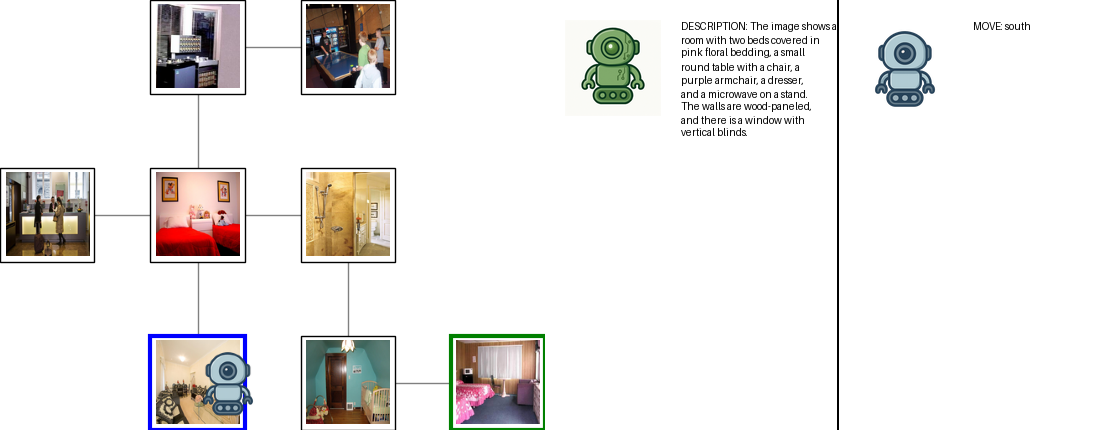 DESCRIPTION: The image shows a
room with two beds covered in
pink floral bedding, a small
round table with a chair, a
purple armchair, a dresser,
and a microwave on a stand.
The walls are wood-paneled,
and there is a window with
vertical blinds.
MOVE: south